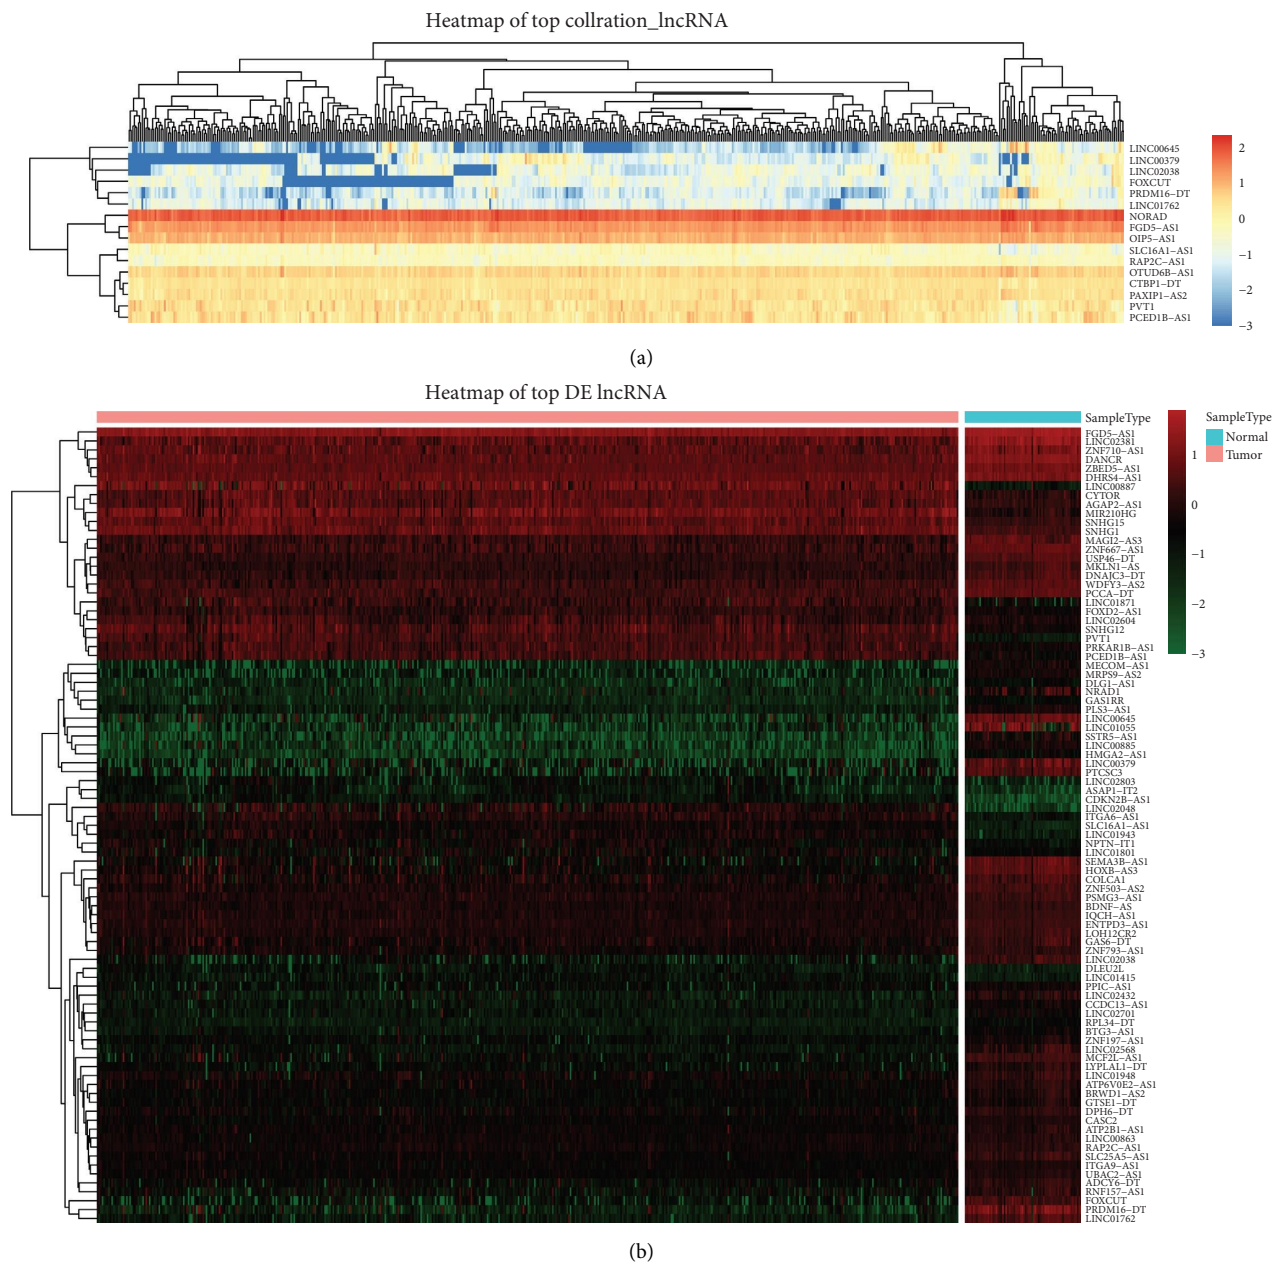 Heatmap of top collration_lncRNA
LINC00645
LINC00379
LINC02038
FOXCUT
PRDM16−DT
LINC01762
NORAD
FGD5−AS1
OIP5−AS1
SLC16A1−AS1
RAP2C−AS1
OTUD6B−AS1
CTBP1−DT
PAXIP1−AS2
PVT1
PCED1B−AS1
2
1
0
−1
−2
−3
(a)
Heatmap of top DE lncRNA
SampleType
FGD5−AS1
LINC02381
ZNF710−AS1
DANCR
ZBED5−AS1
DHRS4−AS1
LINC00887
CYTOR
AGAP2−AS1
MIR210HG
SNHG15
SNHG1
MAGI2−AS3
ZNF667−AS1
USP46−DT
MKLN1−AS
DNAJC3−DT
WDFY3−AS2
PCCA−DT
LINC01871
FOXD2−AS1
LINC02604
SNHG12
PVT1
PRKAR1B−AS1
PCED1B−AS1
MECOM−AS1
MRPS9−AS2
DLG1−AS1
NRAD1
GAS1RR
PLS3−AS1
LINC00645
LINC01055
SSTR5−AS1
LINC00885
HMGA2−AS1
LINC00379
PTCSC3
LINC02803
ASAP1−IT2
CDKN2B−AS1
LINC02048
ITGA6−AS1
SLC16A1−AS1
LINC01943
NPTN−IT1
LINC01801
SEMA3B−AS1
HOXB−AS3
COLCA1
ZNF503−AS2
PSMG3−AS1
BDNF−AS
IQCH−AS1
ENTPD3−AS1
LOH12CR2
GAS6−DT
ZNF793−AS1
LINC02038
DLEU2L
LINC01415
PPIC−AS1
LINC02432
CCDC13−AS1
LINC02701
RPL34−DT
BTG3−AS1
ZNF197−AS1
LINC02568
MCF2L−AS1
LYPLAL1−DT
LINC01948
ATP6V0E2−AS1
BRWD1−AS2
GTSE1−DT
DPH6−DT
CASC2
ATP2B1−AS1
LINC00863
RAP2C−AS1
SLC25A5−AS1
ITGA9−AS1
UBAC2−AS1
ADCY6−DT
RNF157−AS1
FOXCUT
PRDM16−DT
LINC01762
1
0
−1
−2
−3
SampleType
Normal
Tumor
(b)